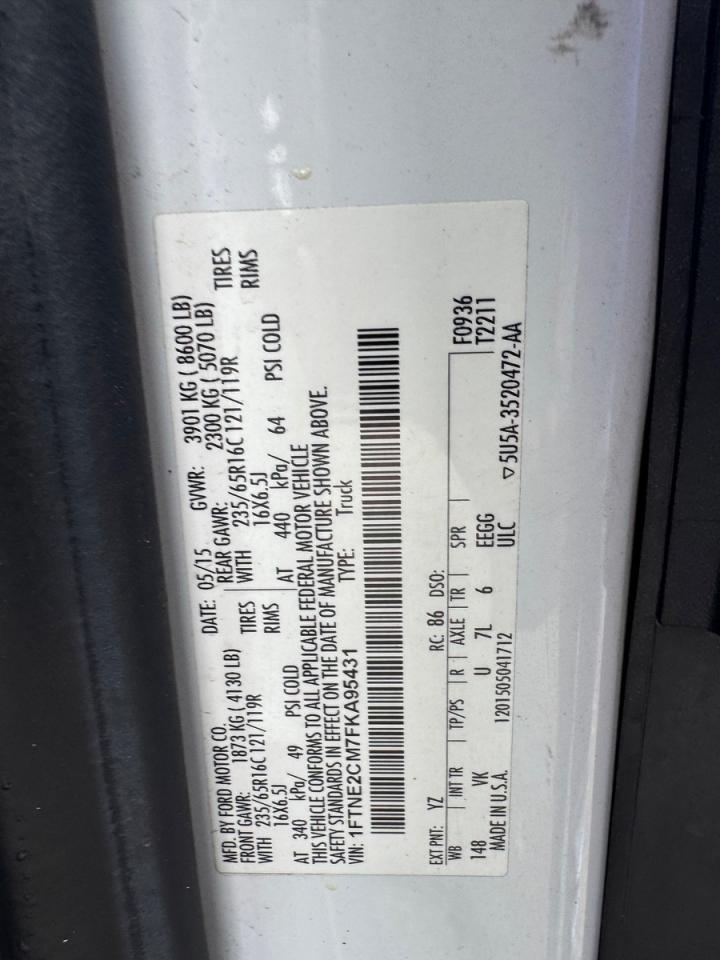 MFD. BY FORD MOTOR CO. DATE: 05/15 GVWR: 3901 KG ( 8600 LB)
FRONT GAWR: 1873 KG ( 4130 LB) REAR GAWR: 2300 KG ( 5070 LB)
WITH 235/65R16C 121/119R TIRES WITH 235/65R16C 121/119R TIRES
16X6.5J RIMS 16X6.5J RIMS
AT 340 kPa/ 49 PSI COLD AT 440 kPa/ 64 PSI COLD
THIS VEHICLE CONFORMS TO ALL APPLICABLE FEDERAL MOTOR VEHICLE
SAFETY STANDARDS IN EFFECT ON THE DATE OF MANUFACTURE SHOWN ABOVE.
VIN: 1FTNE2CM7FKA95431 TYPE: Truck
EXT PNT: YZ RC: 86 DSO: F0936
WB INT TR TP/PS R AXLE TR SPR T2211
148 VK U 7L 6 EEGG
ULC
MADE IN U.S.A. 1201505041712 ▽5U5A-3520472-AA